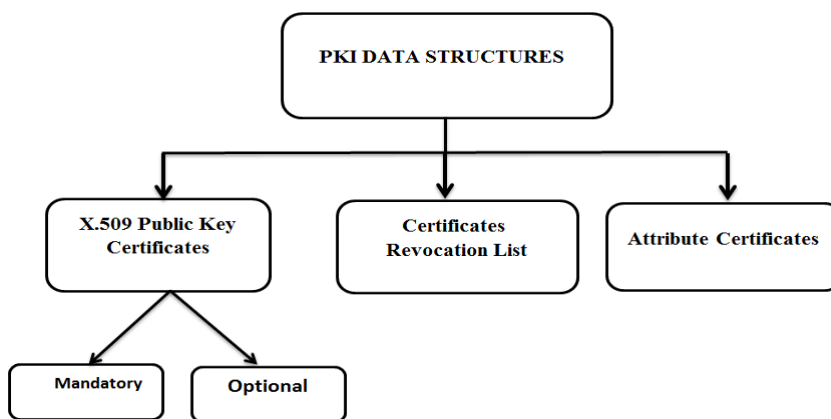 PKI DATA STRUCTURES
X.509 Public Key
Certificates
Certificates
Revocation List
Attribute Certificates
Mandatory
Optional